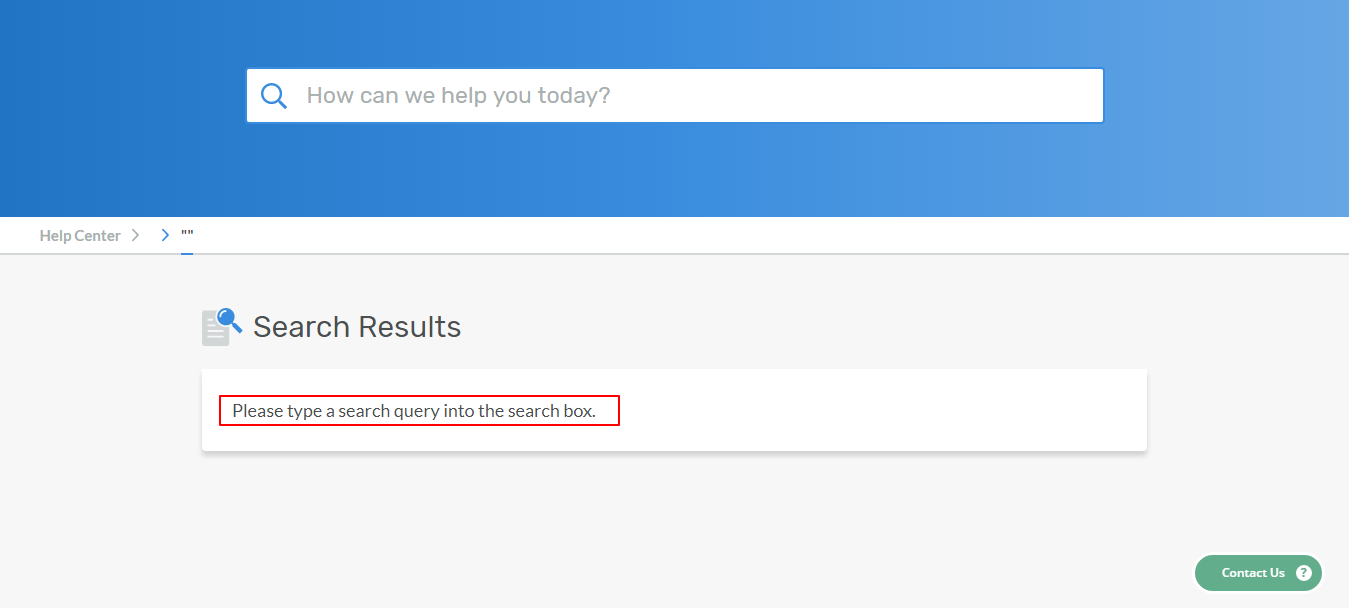 How can we help you today?
Help Center > > ""
Search Results
Please type a search query into the search box.
Contact Us ?